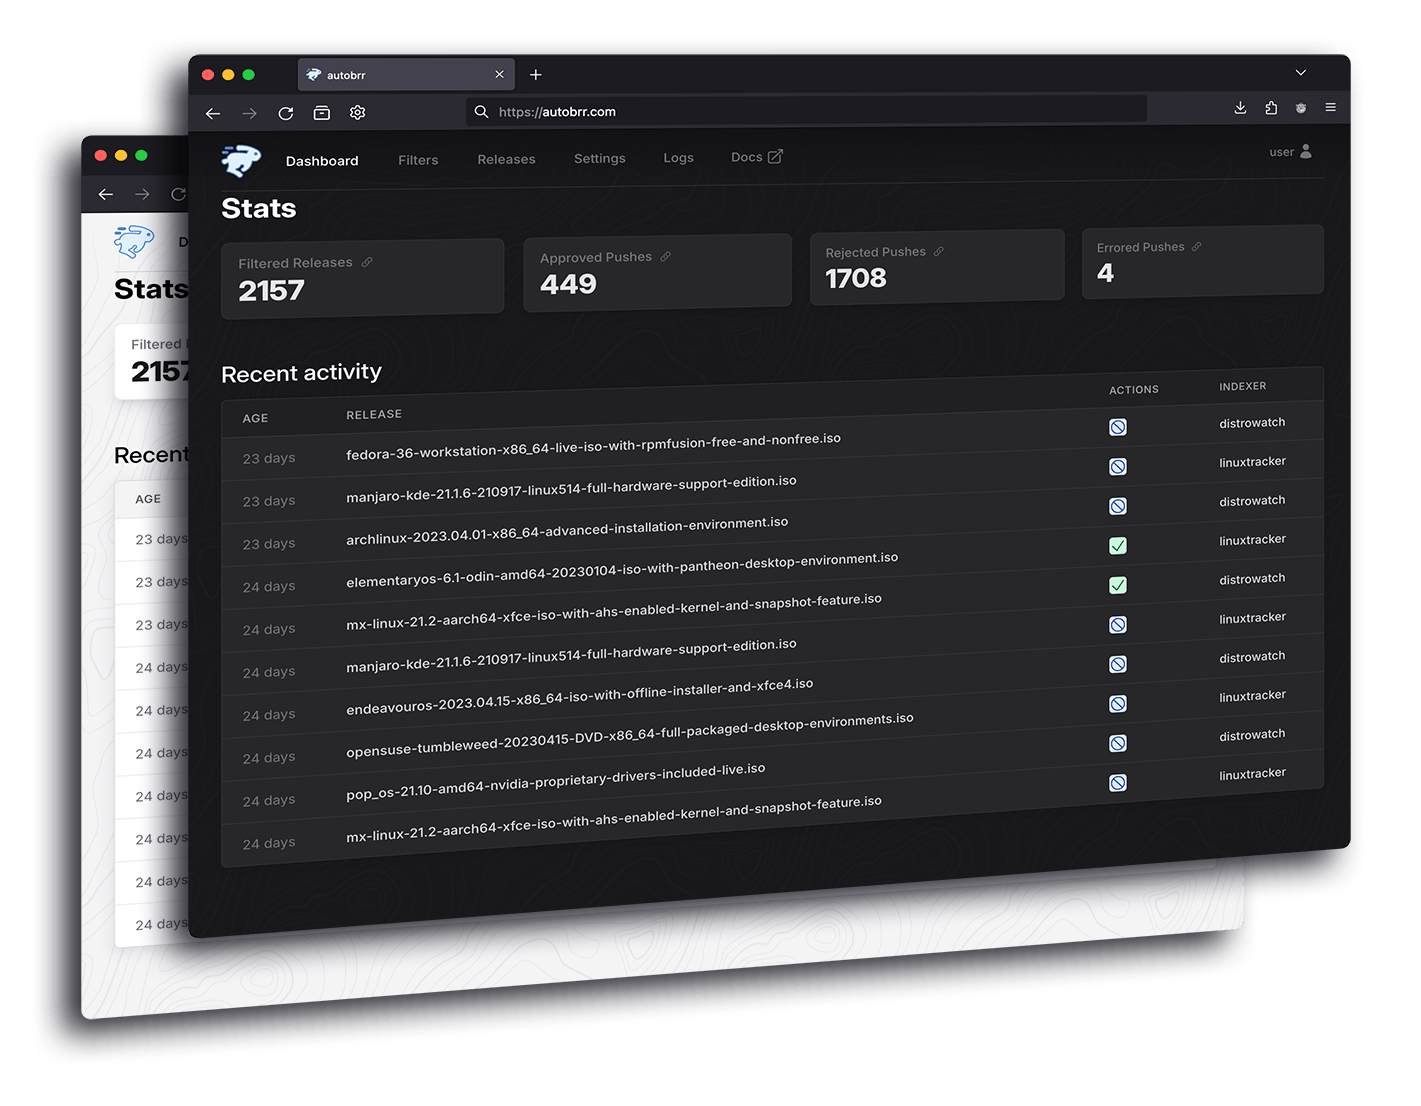 autobrr
https://autobrr.com
Dashboard Filters Releases Settings Logs Docs user
Stats
Filtered Releases Approved Pushes Rejected Pushes Errored Pushes
2157 449 1708 4
Recent activity
AGE RELEASE ACTIONS INDEXER
23 days fedora-36-workstation-x86_64-live-iso-with-rpmfusion-free-and-nonfree.iso distrowatch
23 days manjaro-kde-21.1.6-210917-linux514-full-hardware-support-edition.iso linuxtracker
23 days archlinux-2023.04.01-x86_64-advanced-installation-environment.iso distrowatch
24 days elementaryos-6.1-odin-amd64-20230104-iso-with-pantheon-desktop-environment.iso linuxtracker
24 days mx-linux-21.2-aarch64-xfce-iso-with-ahs-enabled-kernel-and-snapshot-feature.iso distrowatch
24 days manjaro-kde-21.1.6-210917-linux514-full-hardware-support-edition.iso linuxtracker
24 days endeavouros-2023.04.15-x86_64-iso-with-offline-installer-and-xfce4.iso distrowatch
24 days opensuse-tumbleweed-20230415-DVD-x86_64-full-packaged-desktop-environments.iso linuxtracker
24 days pop_os-21.10-amd64-nvidia-proprietary-drivers-included-live.iso distrowatch
24 days mx-linux-21.2-aarch64-xfce-iso-with-ahs-enabled-kernel-and-snapshot-feature.iso linuxtracker
D
Stats
Filtered
2157
Recent
AGE
23 days
23 days
23 days
24 days
24 days
24 days
24 days
24 days
24 days
24 days